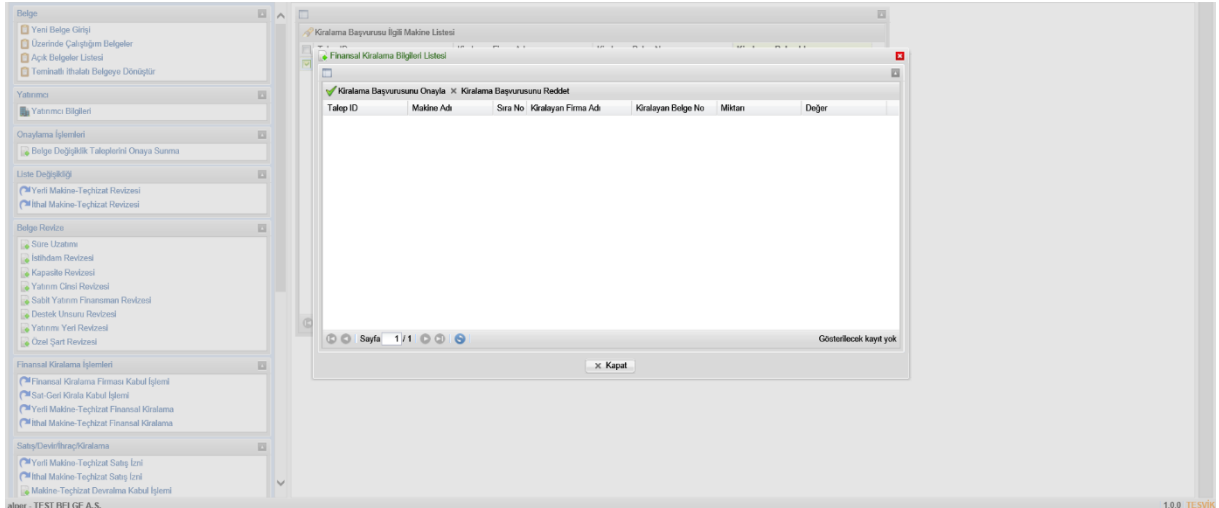 Belge
Yeni Belge Girişi
Üzerinde Çalıştığım Belgeler
Açık Belgeler Listesi
Teminatlı İthalatı Belgeye Dönüştür
Yatırımcı
Yatırımcı Bilgileri
Onaylama İşlemleri
Belge Değişiklik Taleplerini Onaya Sunma
Liste Değişikliği
Yerli Makine-Teçhizat Revizesi
İthal Makine-Teçhizat Revizesi
Belge Revize
Süre Uzatımı
İstihdam Revizesi
Kapasite Revizesi
Yatırım Cinsi Revizesi
Sabit Yatırım Finansman Revizesi
Destek Unsuru Revizesi
Yatırımı Yeri Revizesi
Özel Şart Revizesi
Finansal Kiralama İşlemleri
Finansal Kiralama Firması Kabul İşlemi
Sat-Geri Kirala Kabul İşlemi
Yerli Makine-Teçhizat Finansal Kiralama
İthal Makine-Teçhizat Finansal Kiralama
Satış/Devir/İhraç/Kiralama
Yerli Makine-Teçhizat Satış İzni
İthal Makine-Teçhizat Satış İzni
Makine-Teçhizat Devralma Kabul İşlemi
Kiralama Başvurusu İlgili Makine Listesi
Finansal Kiralama Bilgileri Listesi
Kiralama Başvurusunu Onayla Kiralama Başvurusunu Reddet
Talep ID Makine Adı Sıra No Kiralayan Firma Adı Kiralayan Belge No Miktarı Değer
Sayfa 1 / 1 Gösterilecek kayıt yok
Kapat
alper - TEST BELGE A.Ş. 1.0.0 TEŞVİK